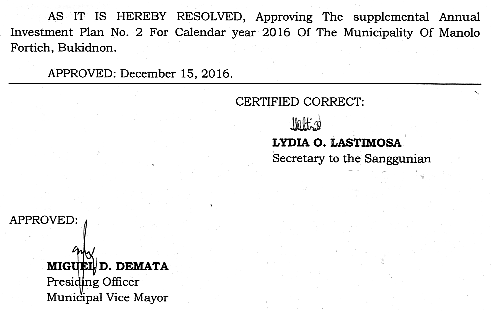 AS IT IS HEREBY RESOLVED, Approving The supplemental Annual
Investment Plan No. 2 For Calendar year 2016 Of The Municipality Of Manolo
Fortich, Bukidnon.
APPROVED: December 15, 2016.
CERTIFIED CORRECT:
LYDIA O. LASTIMOSA
Secretary to the Sanggunian
APPROVED:
MIGUEL D. DEMATA
Presiding Officer
Municipal Vice Mayor